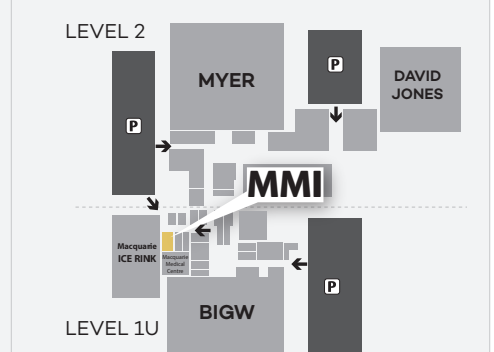 LEVEL 2
MYER
P
DAVID
JONES
P
MMI
Macquarie
ICE RINK
Macquarie
Medical
Centre
P
BIGW
LEVEL 1U